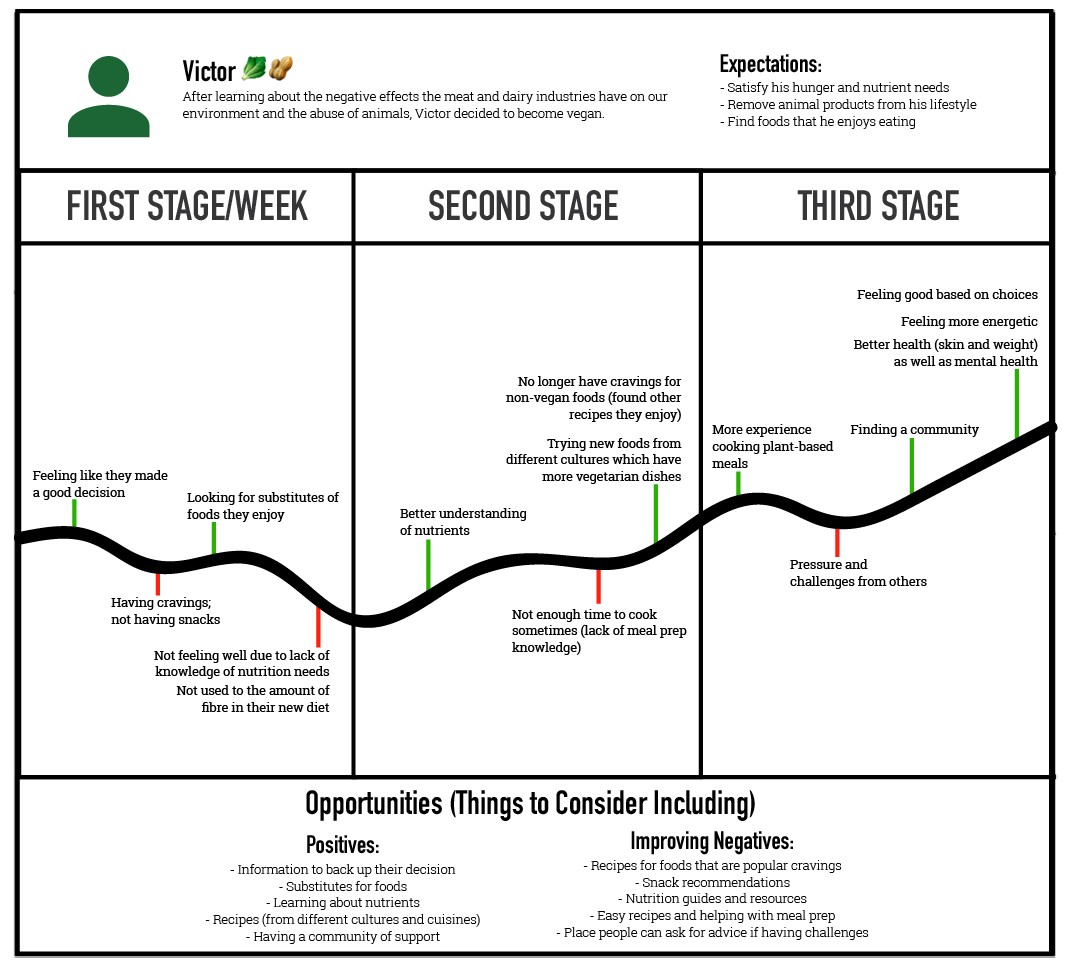 Victor
After learning about the negative effects the meat and dairy industries have on our
environment and the abuse of animals, Victor decided to become vegan.
Expectations:
- Satisfy his hunger and nutrient needs
- Remove animal products from his lifestyle
- Find foods that he enjoys eating
FIRST STAGE/WEEK
SECOND STAGE
THIRD STAGE
Feeling like they made
a good decision
Looking for substitutes of
foods they enjoy
Having cravings;
not having snacks
Not feeling well due to lack of
knowledge of nutrition needs
Not used to the amount of
fibre in their new diet
No longer have cravings for
non-vegan foods (found other
recipes they enjoy)
Trying new foods from
different cultures which have
more vegetarian dishes
Better understanding
of nutrients
Not enough time to cook
sometimes (lack of meal prep
knowledge)
Feeling good based on choices
Feeling more energetic
Better health (skin and weight)
as well as mental health
More experience
cooking plant-based
meals
Finding a community
Pressure and
challenges from others
Opportunities (Things to Consider Including)
Positives:
- Information to back up their decision
- Substitutes for foods
- Learning about nutrients
- Recipes (from different cultures and cuisines)
- Having a community of support
Improving Negatives:
- Recipes for foods that are popular cravings
- Snack recommendations
- Nutrition guides and resources
- Easy recipes and helping with meal prep
- Place people can ask for advice if having challenges